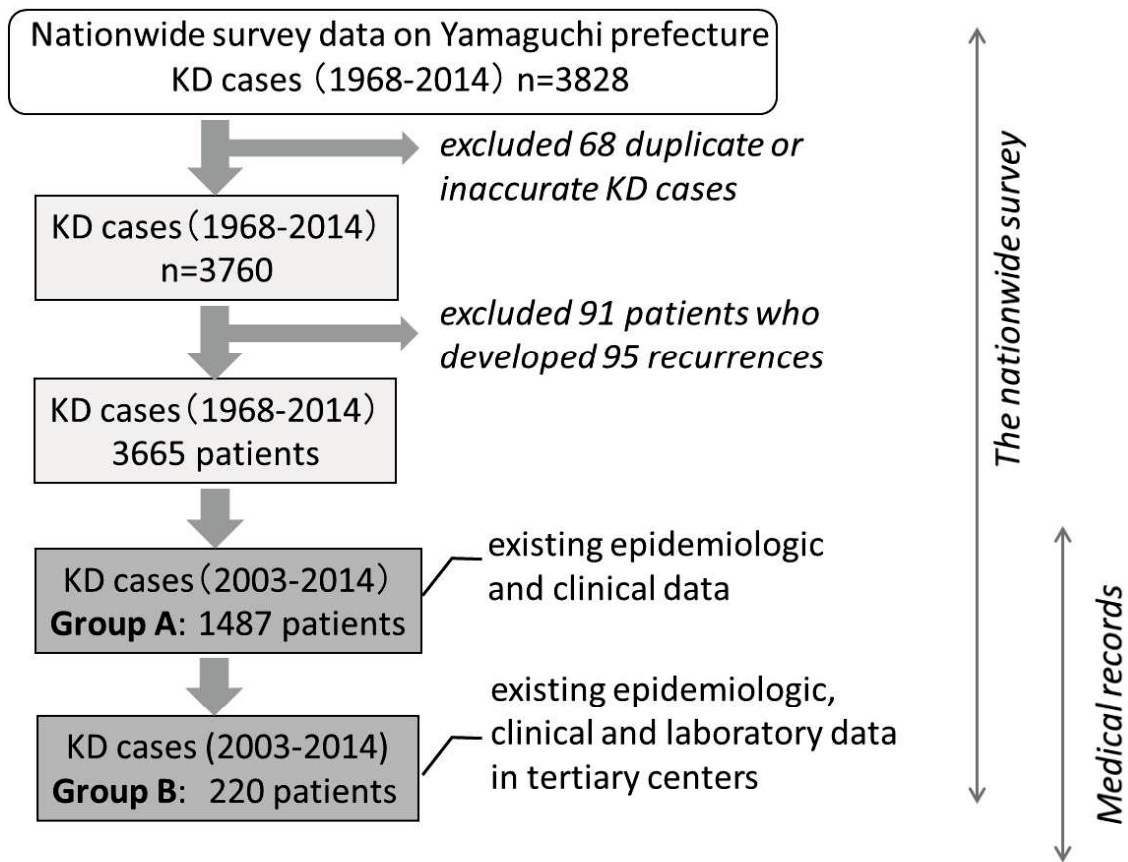 Nationwide survey data on Yamaguchi prefecture
KD cases (1968-2014) n=3828
excluded 68 duplicate or
inaccurate KD cases
KD cases (1968-2014)
n=3760
excluded 91 patients who
developed 95 recurrences
KD cases (1968-2014)
3665 patients
KD cases (2003-2014)
Group A: 1487 patients
existing epidemiologic
and clinical data
KD cases (2003-2014)
Group B: 220 patients
existing epidemiologic,
clinical and laboratory data
in tertiary centers
The nationwide survey
Medical records